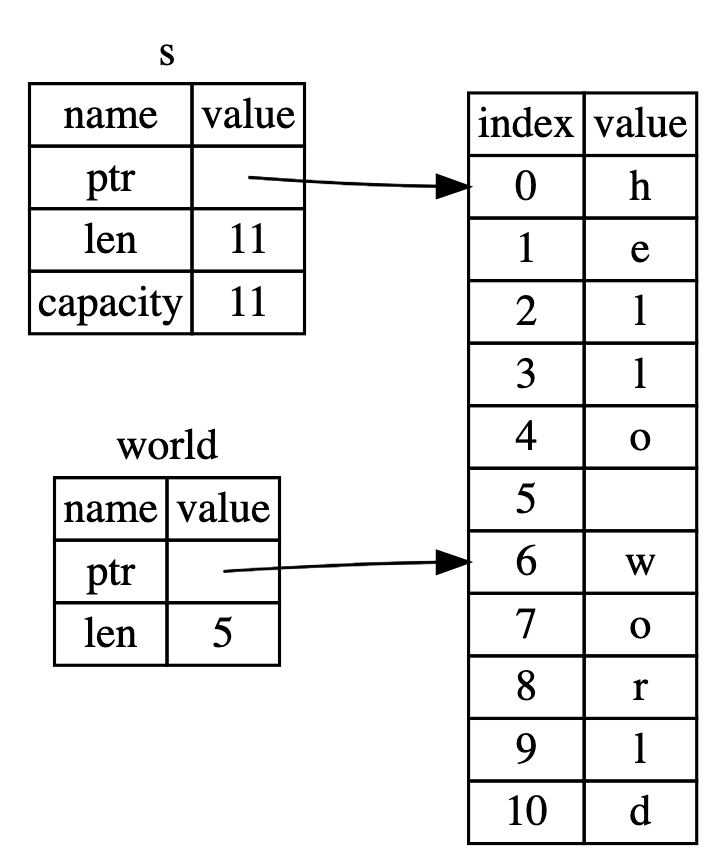 s
name value
ptr
len 11
capacity 11
world
name value
ptr
len 5
index value
0 h
1 e
2 l
3 l
4 o
5
6 w
7 o
8 r
9 l
10 d